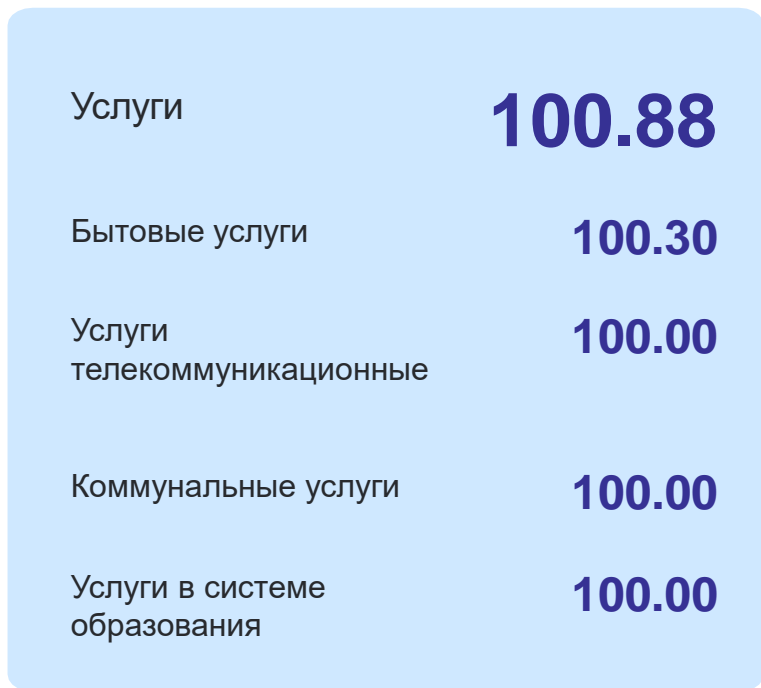 Услуги 100.88
Бытовые услуги 100.30
Услуги 100.00
телекоммуникационные
Коммунальные услуги 100.00
Услуги в системе 100.00
образования